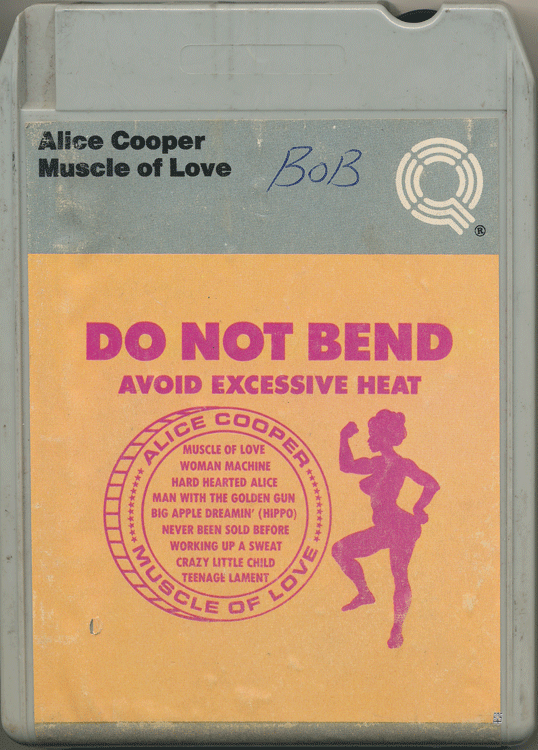 Alice Cooper
Muscle of Love
BOB
Q
®
DO NOT BEND
AVOID EXCESSIVE HEAT
ALICE COOPER
MUSCLE OF LOVE
WOMAN MACHINE
HARD HEARTED ALICE
MAN WITH THE GOLDEN GUN
BIG APPLE DREAMIN' (HIPPO)
NEVER BEEN SOLD BEFORE
WORKING UP A SWEAT
CRAZY LITTLE CHILD
TEENAGE LAMENT
MUSCLE OF LOVE